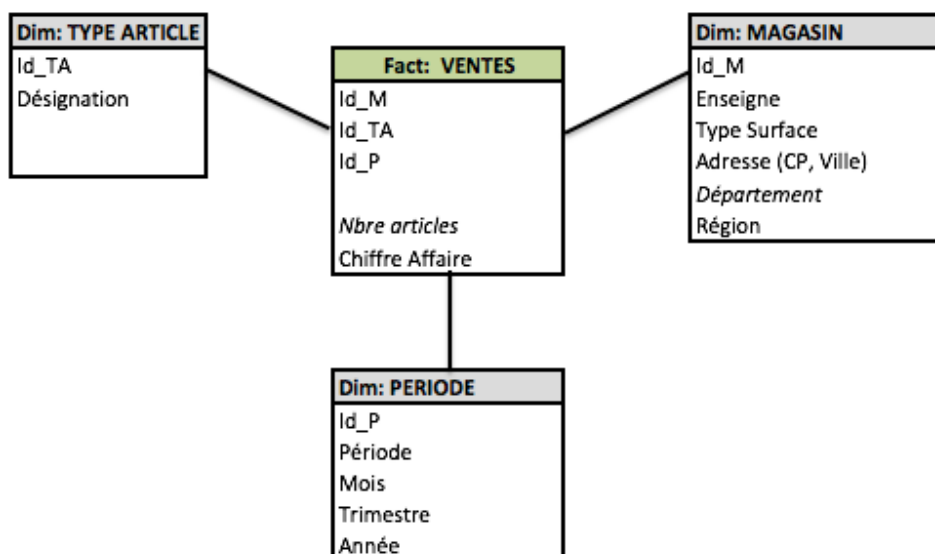 Dim: TYPE ARTICLE
Id_TA
Désignation
Fact: VENTES
Id_M
Id_TA
Id_P
Nbre articles
Chiffre Affaire
Dim: MAGASIN
Id_M
Enseigne
Type Surface
Adresse (CP, Ville)
Département
Région
Dim: PERIODE
Id_P
Période
Mois
Trimestre
Année